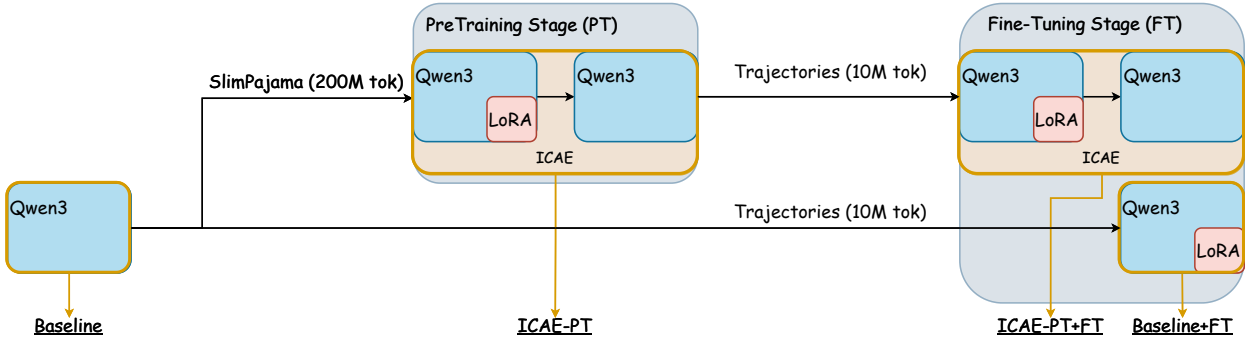 PreTraining Stage (PT)
Fine-Tuning Stage (FT)
SlimPajama (200M tok)
Qwen3
Qwen3
LoRA
ICAE
Trajectories (10M tok)
Qwen3
Qwen3
LoRA
ICAE
Qwen3
Trajectories (10M tok)
Qwen3
LoRA
Baseline
ICAE-PT
ICAE-PT+FT
Baseline+FT